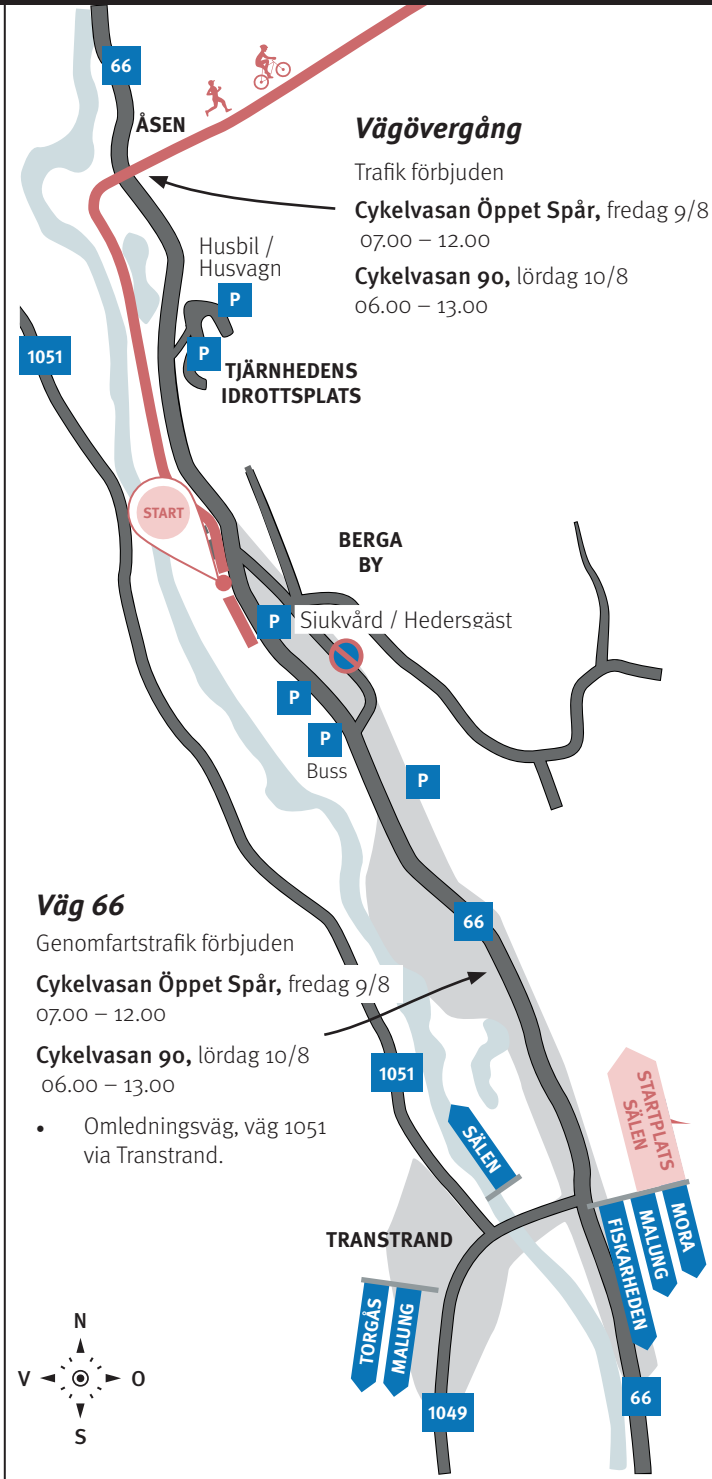 66
ÅSEN
Vägövergång
Trafik förbjuden
Cykelvasan Öppet Spår, fredag 9/8
07.00 – 12.00
Cykelvasan 90, lördag 10/8
06.00 – 13.00
Husbil /
Husvagn
P
P
1051
TJÄRNHEDENS
IDROTTSPLATS
START
BERGA
BY
P
Sjukvård / Hedersgäst
P
P
Buss
P
Väg 66
Genomfartstrafik förbjuden
Cykelvasan Öppet Spår, fredag 9/8
07.00 – 12.00
Cykelvasan 90, lördag 10/8
06.00 – 13.00
• Omledningsväg, väg 1051
via Transtrand.
66
1051
SÄLEN
STARTPLATS
SÄLEN
MORA
MALUNG
FISKARHEDEN
TRANSTRAND
TORGÅS
MALUNG
1049
66
N
V
O
S